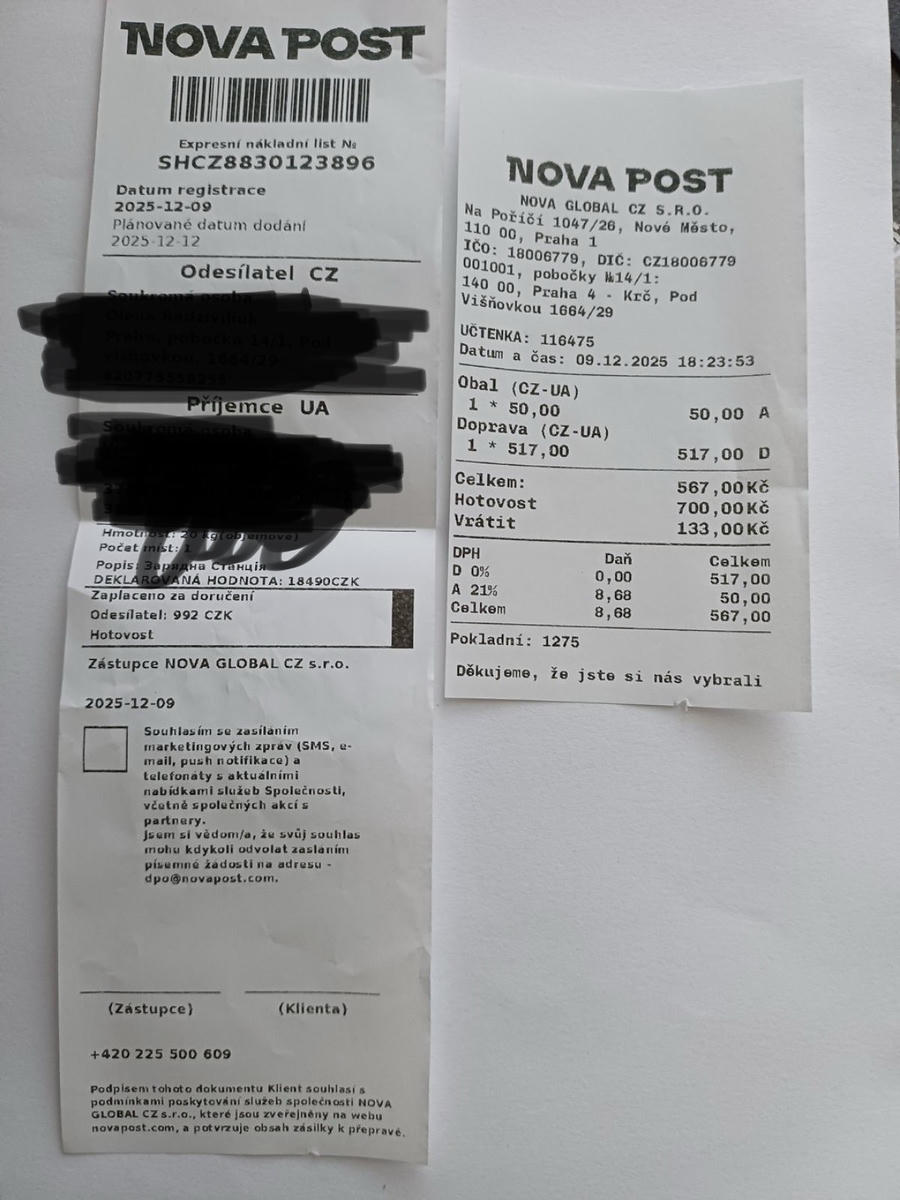 NOVA POST
Expresní nákladní list №
SHCZ8830123896
Datum registrace
2025-12-09
Plánované datum dodání
2025-12-12
Odesílatel CZ
Příjemce UA
Hmotnost: 20 kg(objemové)
Počet míst: 1
Popis: Зарядна Станція
DEKLAROVANÁ HODNOTA: 18490CZK
Zaplaceno za doručení
Odesílatel: 992 CZK
Hotovost
Zástupce NOVA GLOBAL CZ s.r.o.
2025-12-09
Souhlasím se zasíláním
marketingových zpráv (SMS, e-
mail, push notifikace) a
telefonáty s aktuálními
nabídkami služeb Společnosti,
včetně společných akcí s
partnery.
Jsem si vědom/a, že svůj souhlas
mohu kdykoli odvolat zasláním
písemné žádosti na adresu -
dpo@novapost.com.
(Zástupce) (Klienta)
+420 225 500 609
Podpisem tohoto dokumentu Klient souhlasí s
podmínkami poskytování služeb společnosti NOVA
GLOBAL CZ s.r.o., které jsou zveřejněny na webu
novapost.com, a potvrzuje obsah zásilky k přepravě.
NOVA POST
NOVA GLOBAL CZ S.R.O.
Na Poříčí 1047/26, Nové Město,
110 00, Praha 1
IČO: 18006779, DIČ: CZ18006779
001001, pobočky №14/1:
140 00, Praha 4 - Krč, Pod
Višňovkou 1664/29
UČTENKA: 116475
Datum a čas: 09.12.2025 18:23:53
Obal (CZ-UA)
1 * 50,00 50,00 A
Doprava (CZ-UA)
1 * 517,00 517,00 D
Celkem: 567,00Kč
Hotovost 700,00Kč
Vrátit 133,00Kč
DPH Daň Celkem
D 0% 0,00 517,00
A 21% 8,68 50,00
Celkem 8,68 567,00
Pokladní: 1275
Děkujeme, že jste si nás vybrali